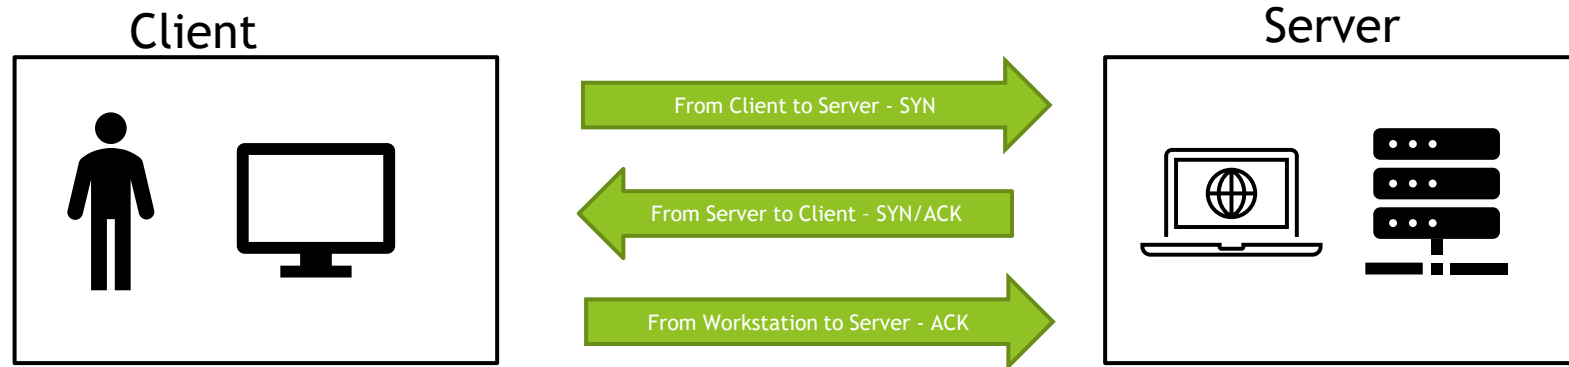 Client
Server
From Client to Server - SYN
From Server to Client – SYN/ACK
From Workstation to Server - ACK